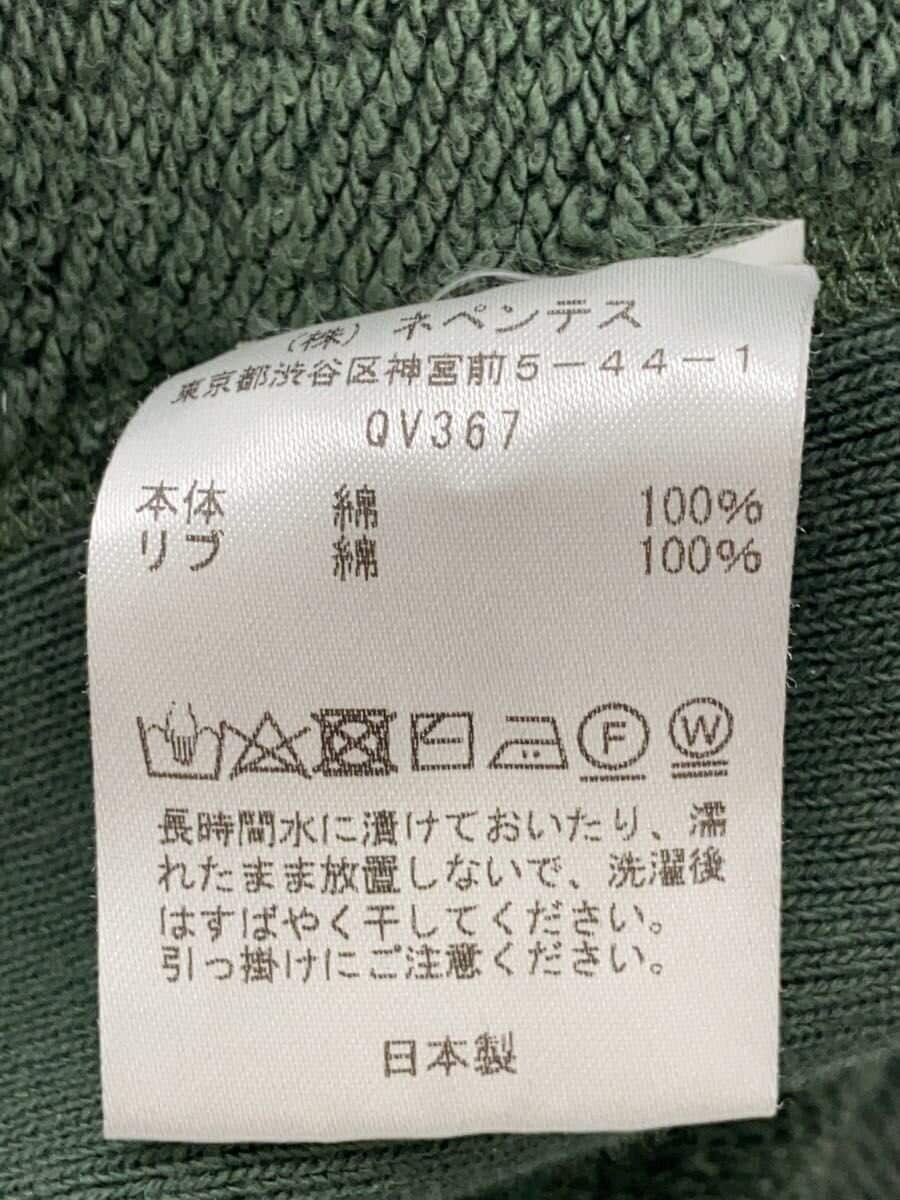 (株) ネペンテス
東京都渋谷区神宮前5-44-1
QV367
本体 綿 100%
リブ 綿 100%
F W
長時間水に漬けておいたり、濡
れたまま放置しないで、洗濯後
はすばやく干してください。
引っ掛けにご注意ください。
日本製